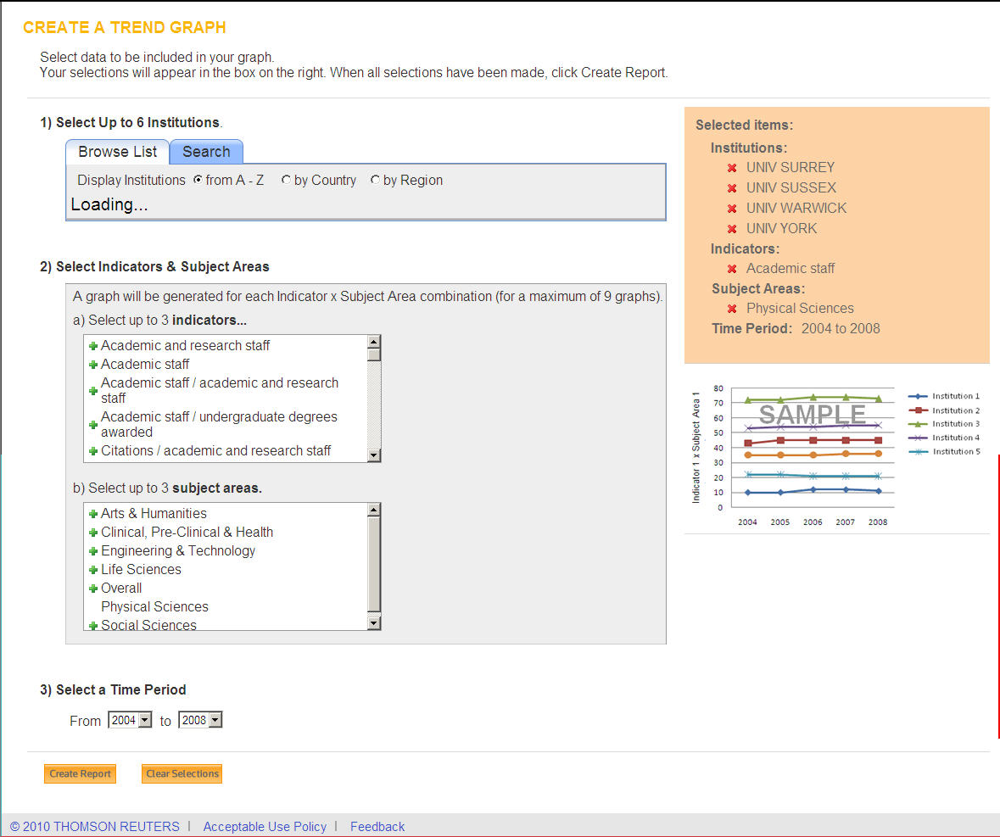 CREATE A TREND GRAPH
Select data to be included in your graph.
Your selections will appear in the box on the right. When all selections have been made, click Create Report.
1) Select Up to 6 Institutions.
Browse List
Search
Display Institutions from A - Z by Country by Region
Loading...
2) Select Indicators & Subject Areas
A graph will be generated for each Indicator x Subject Area combination (for a maximum of 9 graphs).
a) Select up to 3 indicators...
Academic and research staff
Academic staff
Academic staff / academic and research
staff
Academic staff / undergraduate degrees
awarded
Citations / academic and research staff
b) Select up to 3 subject areas.
Arts & Humanities
Clinical, Pre-Clinical & Health
Engineering & Technology
Life Sciences
Overall
Physical Sciences
Social Sciences
3) Select a Time Period
From 2004 to 2008
Create Report
Clear Selections
Selected items:
Institutions:
UNIV SURREY
UNIV SUSSEX
UNIV WARWICK
UNIV YORK
Indicators:
Academic staff
Subject Areas:
Physical Sciences
Time Period: 2004 to 2008
Indicator 1 x Subject Area 1
80
70
60
50
40
30
20
10
0
SAMPLE
2004 2005 2006 2007 2008
Institution 1
Institution 2
Institution 3
Institution 4
Institution 5
© 2010 THOMSON REUTERS | Acceptable Use Policy | Feedback